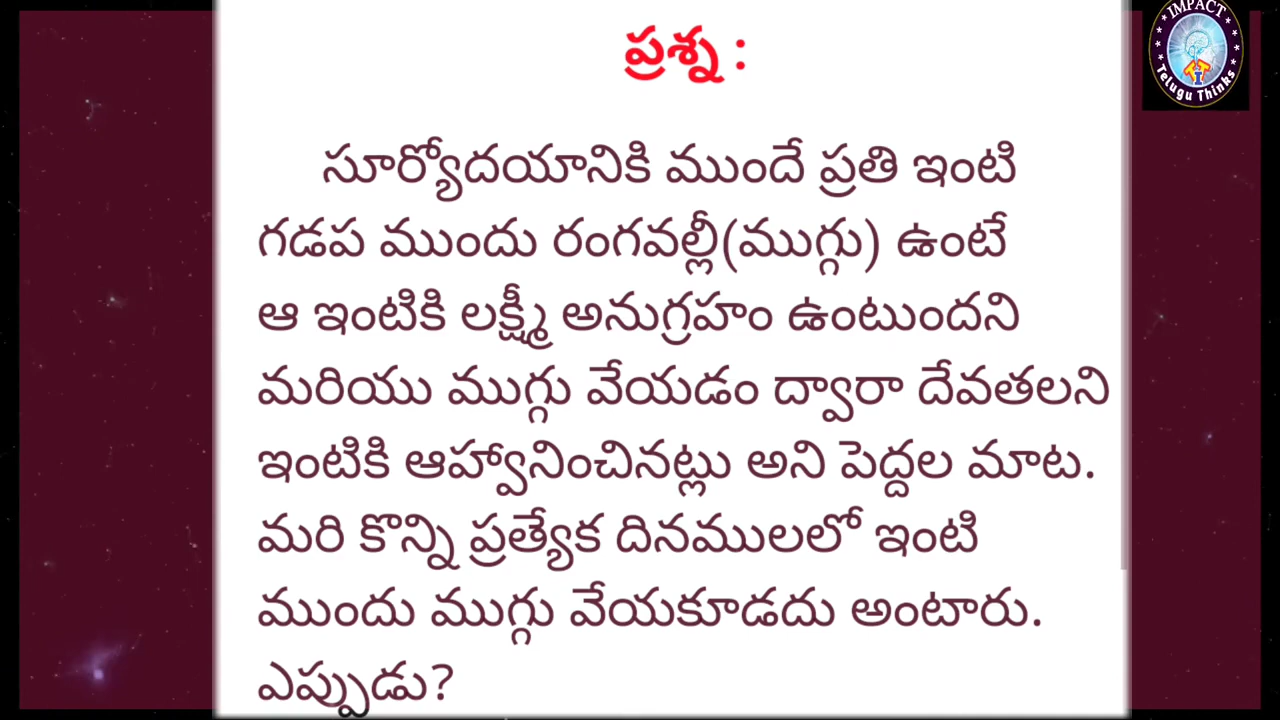 IMPACT
Telugu Thinks
TIT
ప్రశ్న :
సూర్యోదయానికి ముందే ప్రతి ఇంటి
గడప ముందు రంగవల్లీ(ముగ్గు) ఉంటే
ఆ ఇంటికి లక్ష్మీ అనుగ్రహం ఉంటుందని
మరియు ముగ్గు వేయడం ద్వారా దేవతలని
ఇంటికి ఆహ్వానించినట్లు అని పెద్దల మాట.
మరి కొన్ని ప్రత్యేక దినములలో ఇంటి
ముందు ముగ్గు వేయకూడదు అంటారు.
ఎప్పుడు?